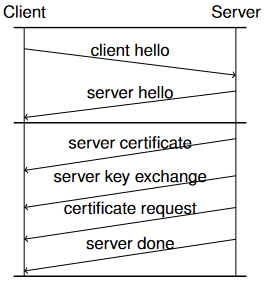 Client Server
client hello
server hello
server certificate
server key exchange
certificate request
server done